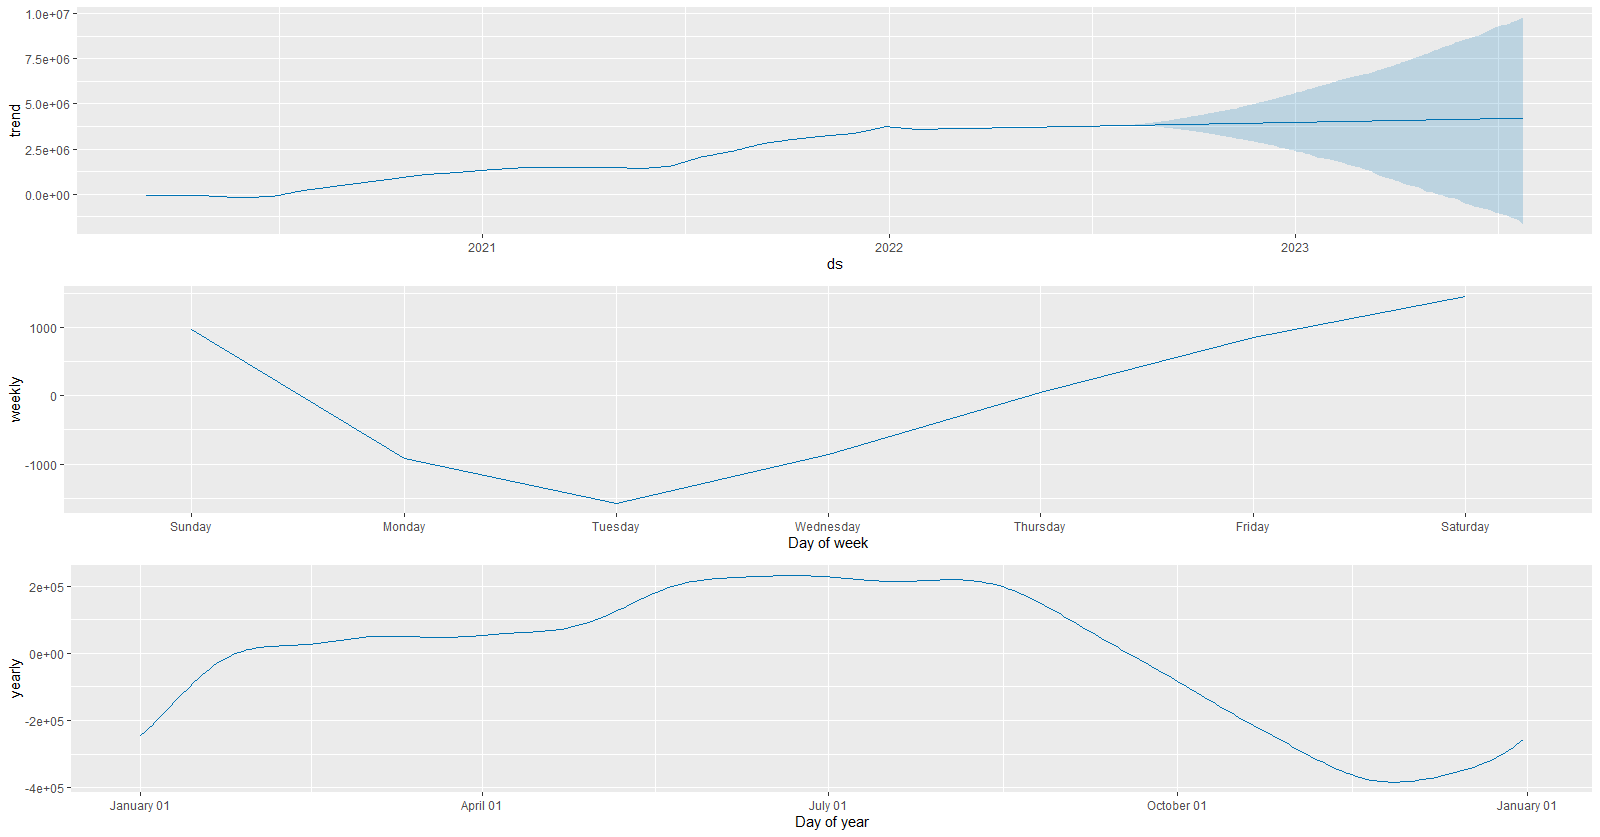 1.0e+07
7.5e+06
5.0e+06
2.5e+06
0.0e+00
trend
2021 2022 2023
ds
1000
0
-1000
weekly
Sunday Monday Tuesday Wednesday Thursday Friday Saturday
Day of week
2e+05
0e+00
-2e+05
-4e+05
yearly
January 01 April 01 July 01 October 01 January 01
Day of year